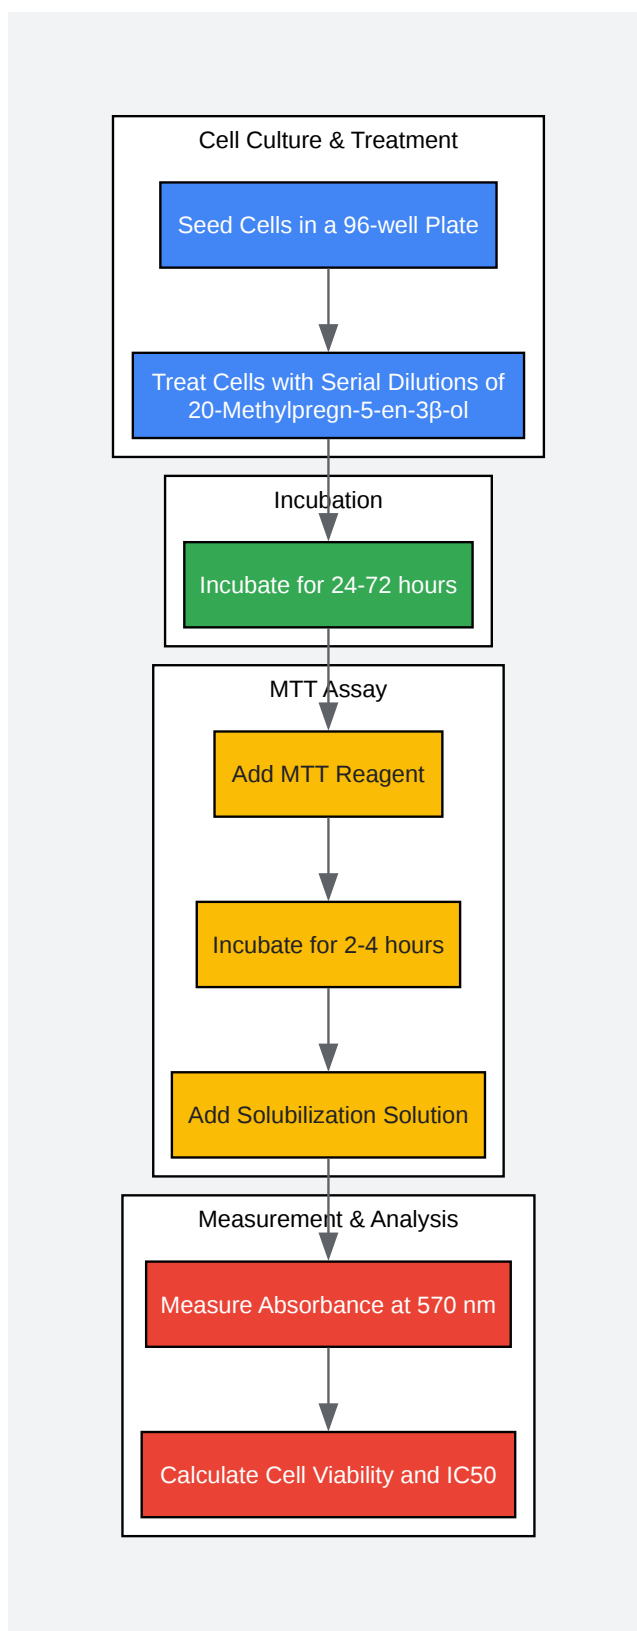 Cell Culture & Treatment
Seed Cells in a 96-well Plate
Treat Cells with Serial Dilutions of
20-Methylpregn-5-en-3β-ol
Incubation
Incubate for 24-72 hours
MTT Assay
Add MTT Reagent
Incubate for 2-4 hours
Add Solubilization Solution
Measurement & Analysis
Measure Absorbance at 570 nm
Calculate Cell Viability and IC50